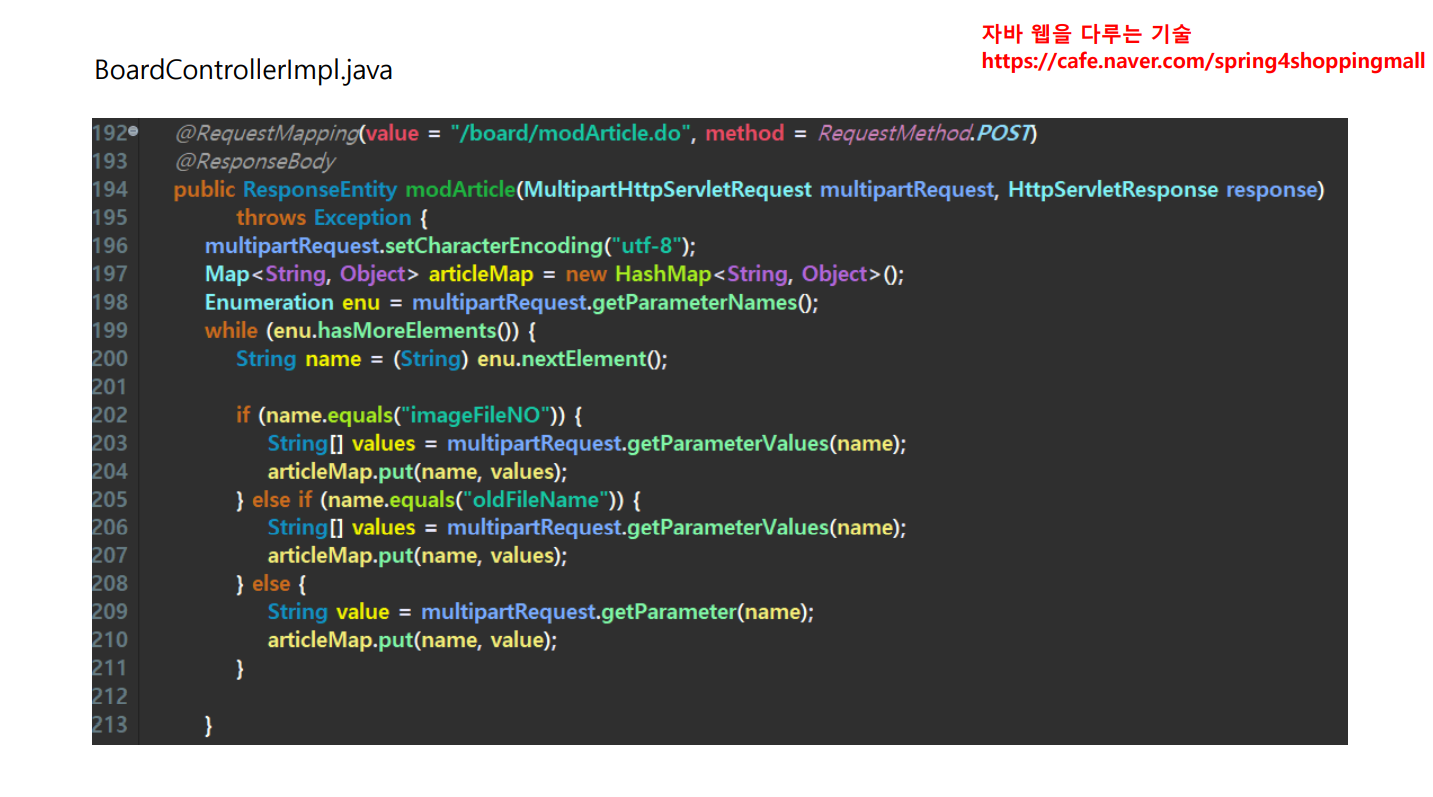 자바 웹을 다루는 기술
https://cafe.naver.com/spring4shoppingmall
BoardControllerImpl.java
192 @RequestMapping(value = "/board/modArticle.do", method = RequestMethod.POST)
193 @ResponseBody
194 public ResponseEntity modArticle(MultipartHttpServletRequest multipartRequest, HttpServletResponse response)
195 throws Exception {
196 multipartRequest.setCharacterEncoding("utf-8");
197 Map<String, Object> articleMap = new HashMap<String, Object>();
198 Enumeration enu = multipartRequest.getParameterNames();
199 while (enu.hasMoreElements()) {
200 String name = (String) enu.nextElement();
201
202 if (name.equals("imageFileNO")) {
203 String[] values = multipartRequest.getParameterValues(name);
204 articleMap.put(name, values);
205 } else if (name.equals("oldFileName")) {
206 String[] values = multipartRequest.getParameterValues(name);
207 articleMap.put(name, values);
208 } else {
209 String value = multipartRequest.getParameter(name);
210 articleMap.put(name, value);
211 }
212
213 }